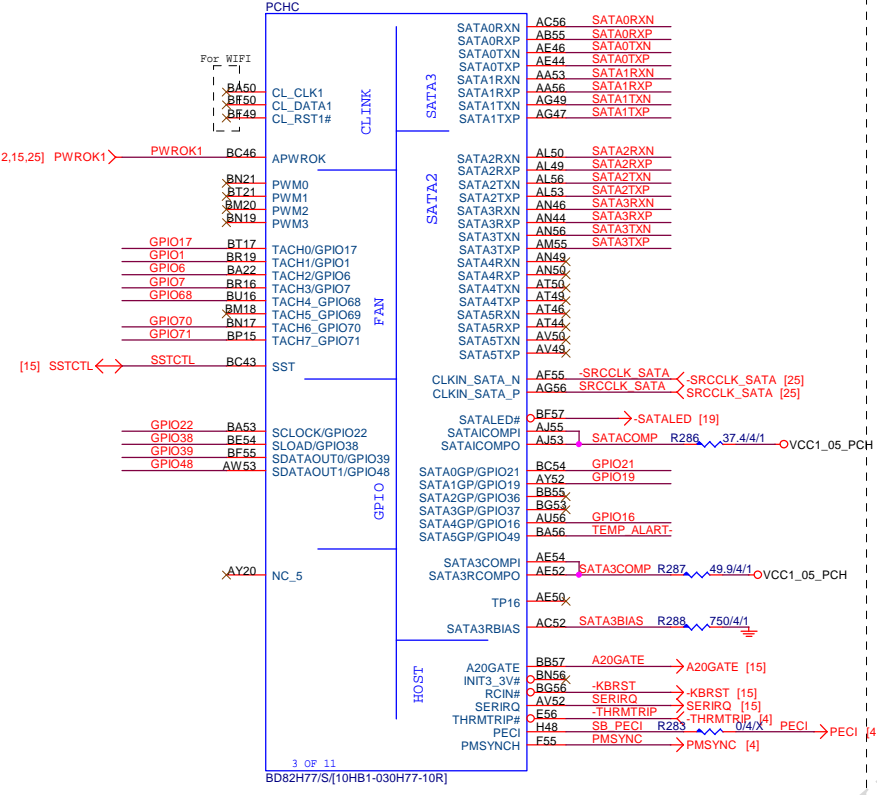 PCHC
For WIFI
BA50 CL_CLK1
BF50 CL_DATA1
BF49 CL_RST1#
2,15,25] PWROK1 PWROK1 BC46 APWROK
BN21 PWM0
BT21 PWM1
BM20 PWM2
BN19 PWM3
GPIO17 BT17 TACH0/GPIO17
GPIO1 BR19 TACH1/GPIO1
GPIO6 BA22 TACH2/GPIO6
GPIO7 BR16 TACH3/GPIO7
GPIO68 BU16 TACH4_GPIO68
BM18 TACH5_GPIO69
GPIO70 BN17 TACH6_GPIO70
GPIO71 BP15 TACH7_GPIO71
[15] SSTCTL SSTCTL BC43 SST
GPIO22 BA53 SCLOCK/GPIO22
GPIO38 BE54 SLOAD/GPIO38
GPIO39 BF55 SDATAOUT0/GPIO39
GPIO48 AW53 SDATAOUT1/GPIO48
AY20 NC_5
CLINK
FAN
GPIO
SATA3
SATA2
HOST
SATA0RXN AC56 SATA0RXN
SATA0RXP AB55 SATA0RXP
SATA0TXN AE46 SATA0TXN
SATA0TXP AE44 SATA0TXP
SATA1RXN AA53 SATA1RXN
SATA1RXP AA56 SATA1RXP
SATA1TXN AG49 SATA1TXN
SATA1TXP AG47 SATA1TXP
SATA2RXN AL50 SATA2RXN
SATA2RXP AL49 SATA2RXP
SATA2TXN AL56 SATA2TXN
SATA2TXP AL53 SATA2TXP
SATA3RXN AN46 SATA3RXN
SATA3RXP AN44 SATA3RXP
SATA3TXN AN56 SATA3TXN
SATA3TXP AM55 SATA3TXP
SATA4RXN AN49
SATA4RXP AN50
SATA4TXN AT50
SATA4TXP AT49
SATA5RXN AT46
SATA5RXP AT44
SATA5TXN AV50
SATA5TXP AV49
CLKIN_SATA_N AF55 -SRCCLK_SATA -SRCCLK_SATA [25]
CLKIN_SATA_P AG56 SRCCLK_SATA SRCCLK_SATA [25]
SATALED# BF57 -SATALED [19]
SATAICOMPI AJ55
SATAICOMPO AJ53 SATACOMP R286 37.4/4/1 VCC1_05_PCH
SATA0GP/GPIO21 BC54 GPIO21
SATA1GP/GPIO19 AY52 GPIO19
SATA2GP/GPIO36 BB55
SATA3GP/GPIO37 BG53
SATA4GP/GPIO16 AU56 GPIO16
SATA5GP/GPIO49 BA56 TEMP_ALART-
SATA3COMPI AE54
SATA3RCOMPO AE52 SATA3COMP R287 49.9/4/1 VCC1_05_PCH
TP16 AE50
SATA3RBIAS AC52 SATA3BIAS R288 750/4/1
A20GATE BB57 A20GATE A20GATE [15]
INIT3_3V# BN56
RCIN# BG56 -KBRST -KBRST [15]
SERIRQ AV52 SERIRQ SERIRQ [15]
THRMTRIP# E56 -THRMTRIP -THRMTRIP [4]
PECI H48 SB_PECI R283 0/4/X PECI PECI [4
PMSYNCH F55 PMSYNC PMSYNC [4]
3 OF 11
BD82H77/S/[10HB1-030H77-10R]